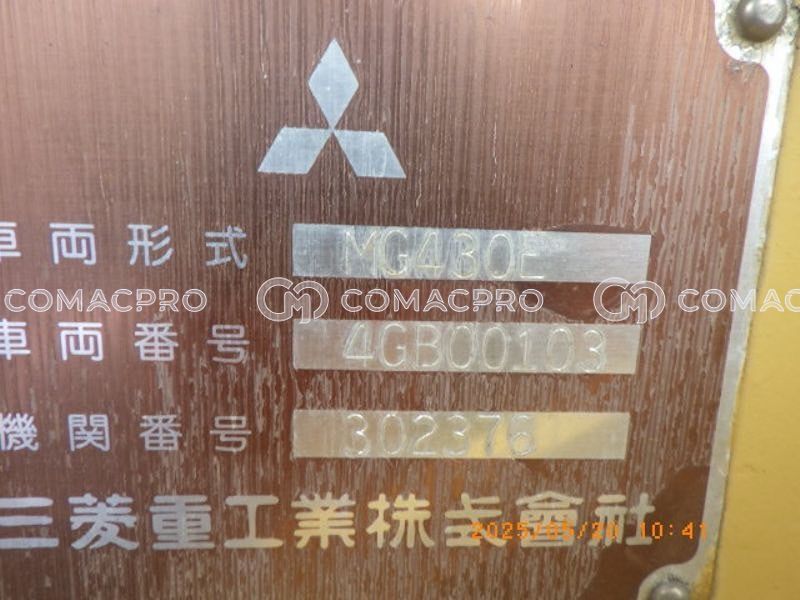 車両形式 MG430E
COMACPRO COMACPRO COMACPRO
車両番号 4GB00103
機関番号 302376
三菱重工業株式會社
2025/05/20 10:41